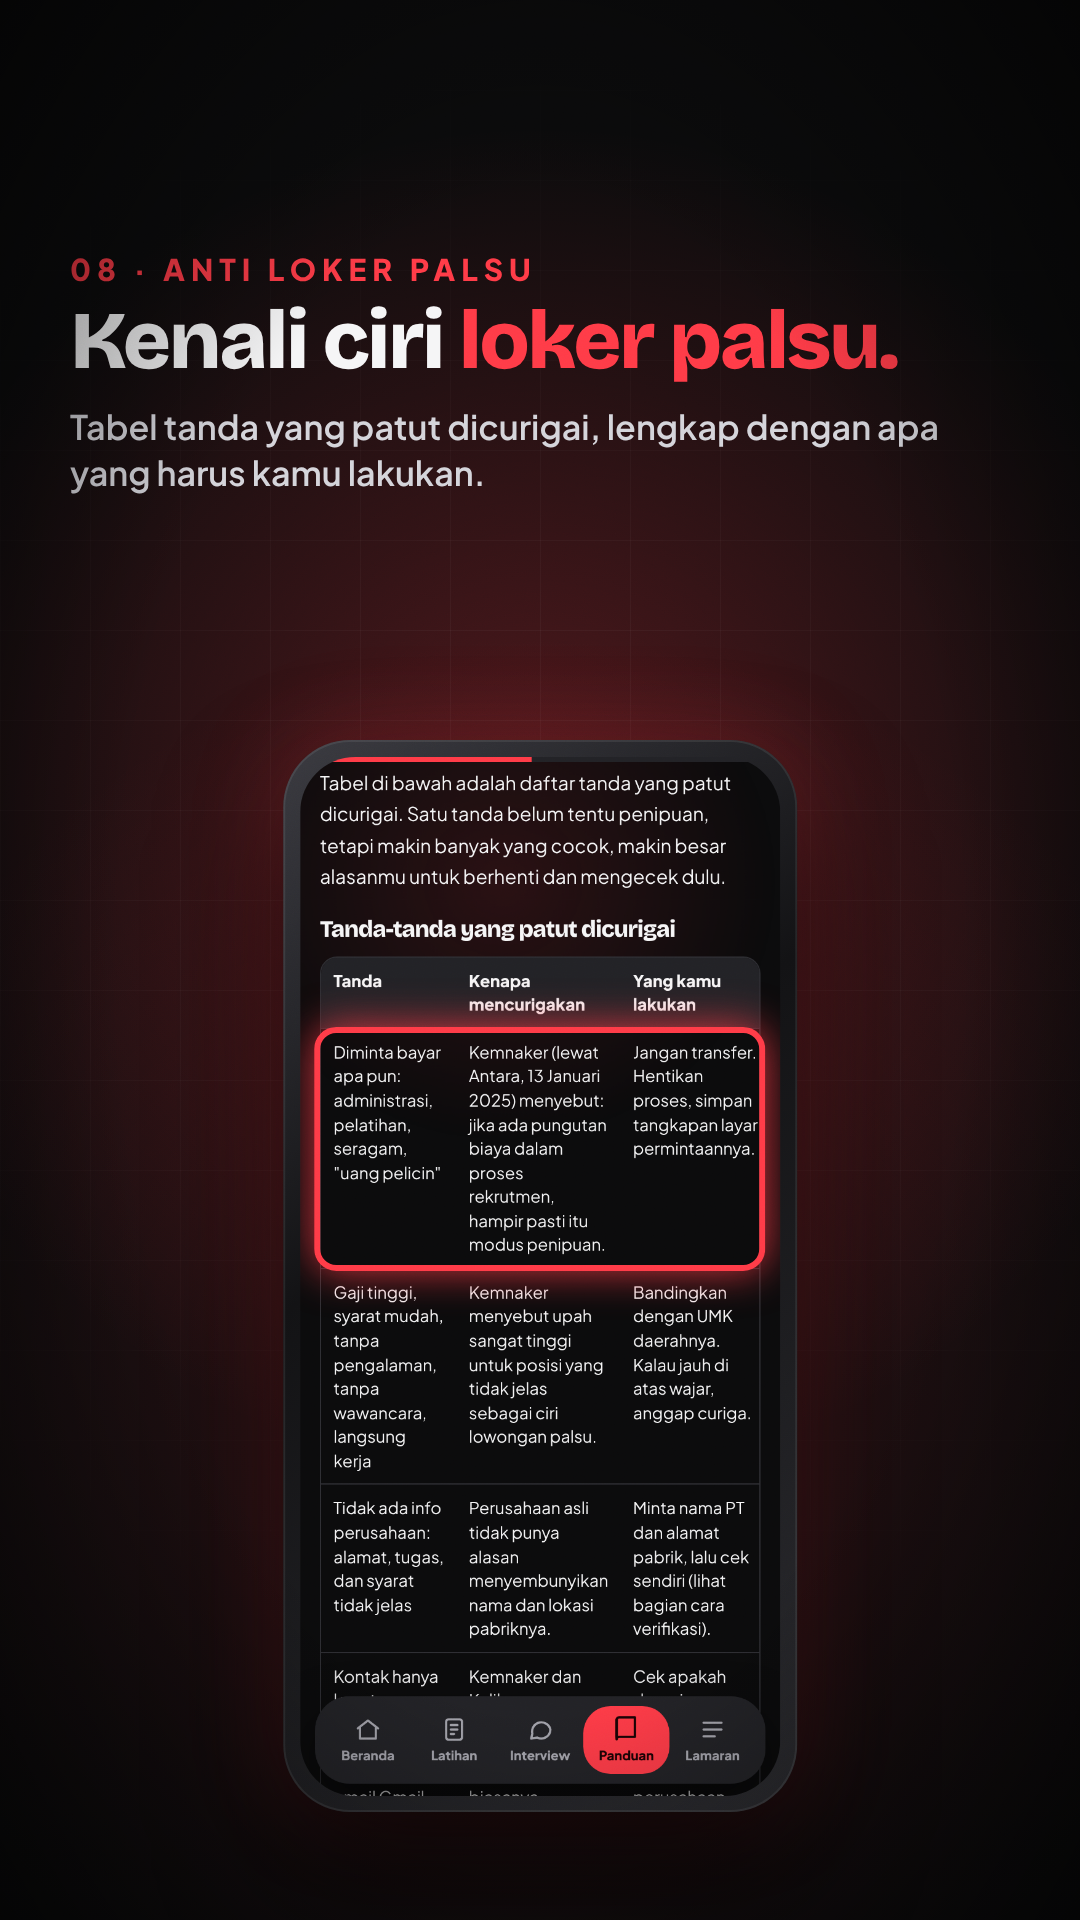 08 · ANTI LOKER PALSU
Kenali ciri loker palsu.
Tabel tanda yang patut dicurigai, lengkap dengan apa
yang harus kamu lakukan.
Tabel di bawah adalah daftar tanda yang patut
dicurigai. Satu tanda belum tentu penipuan,
tetapi makin banyak yang cocok, makin besar
alasanmu untuk berhenti dan mengecek dulu.
Tanda-tanda yang patut dicurigai
Tanda
Kenapa
mencurigakan
Yang kamu
lakukan
Diminta bayar
apa pun:
administrasi,
pelatihan,
seragam,
"uang pelicin"
Kemnaker (lewat
Antara, 13 Januari
2025) menyebut:
jika ada pungutan
biaya dalam
proses
rekrutmen,
hampir pasti itu
modus penipuan.
Jangan transfer.
Hentikan
proses, simpan
tangkapan layar
permintaannya.
Gaji tinggi,
syarat mudah,
tanpa
pengalaman,
tanpa
wawancara,
langsung
kerja
Kemnaker
menyebut upah
sangat tinggi
untuk posisi yang
tidak jelas
sebagai ciri
lowongan palsu.
Bandingkan
dengan UMK
daerahnya.
Kalau jauh di
atas wajar,
anggap curiga.
Tidak ada info
perusahaan:
alamat, tugas,
dan syarat
tidak jelas
Perusahaan asli
tidak punya
alasan
menyembunyikan
nama dan lokasi
pabriknya.
Minta nama PT
dan alamat
pabrik, lalu cek
sendiri (lihat
bagian cara
verifikasi).
Kontak hanya
Kemnaker dan
Cek apakah
Beranda
Latihan
Interview
Panduan
Lamaran